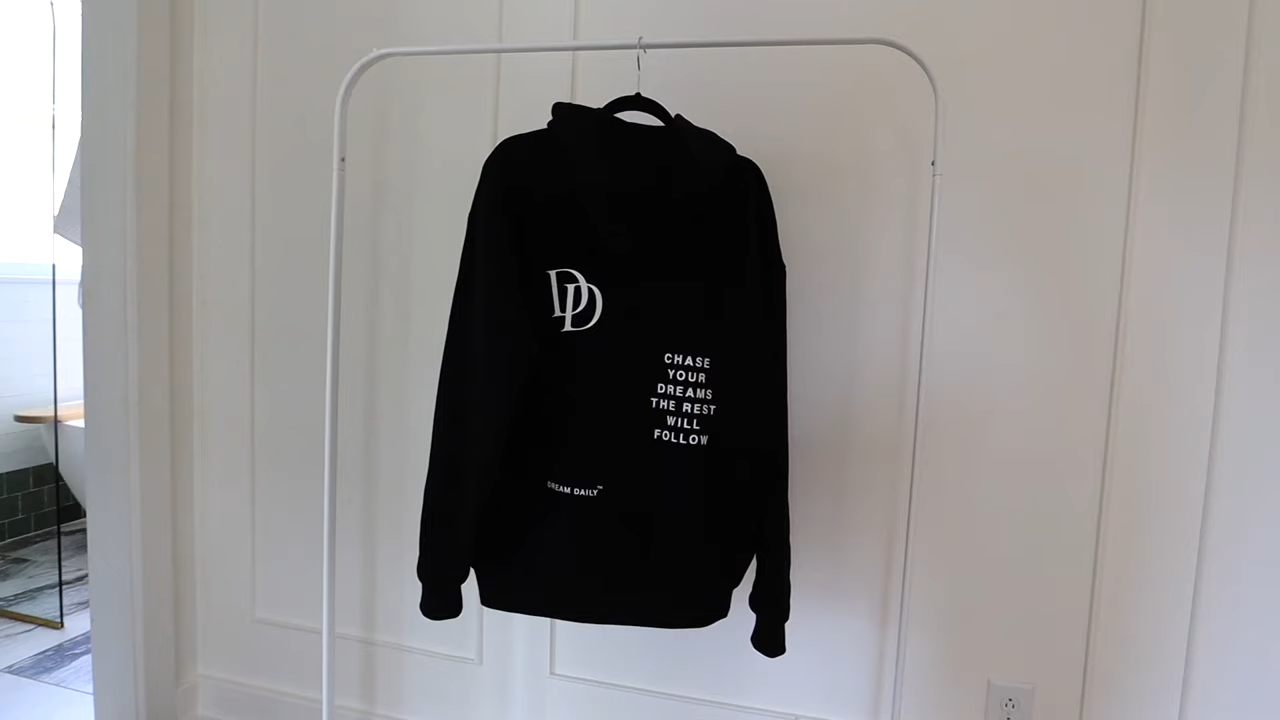 DD
CHASE
YOUR
DREAMS
THE REST
WILL
FOLLOW
DREAM DAILY™